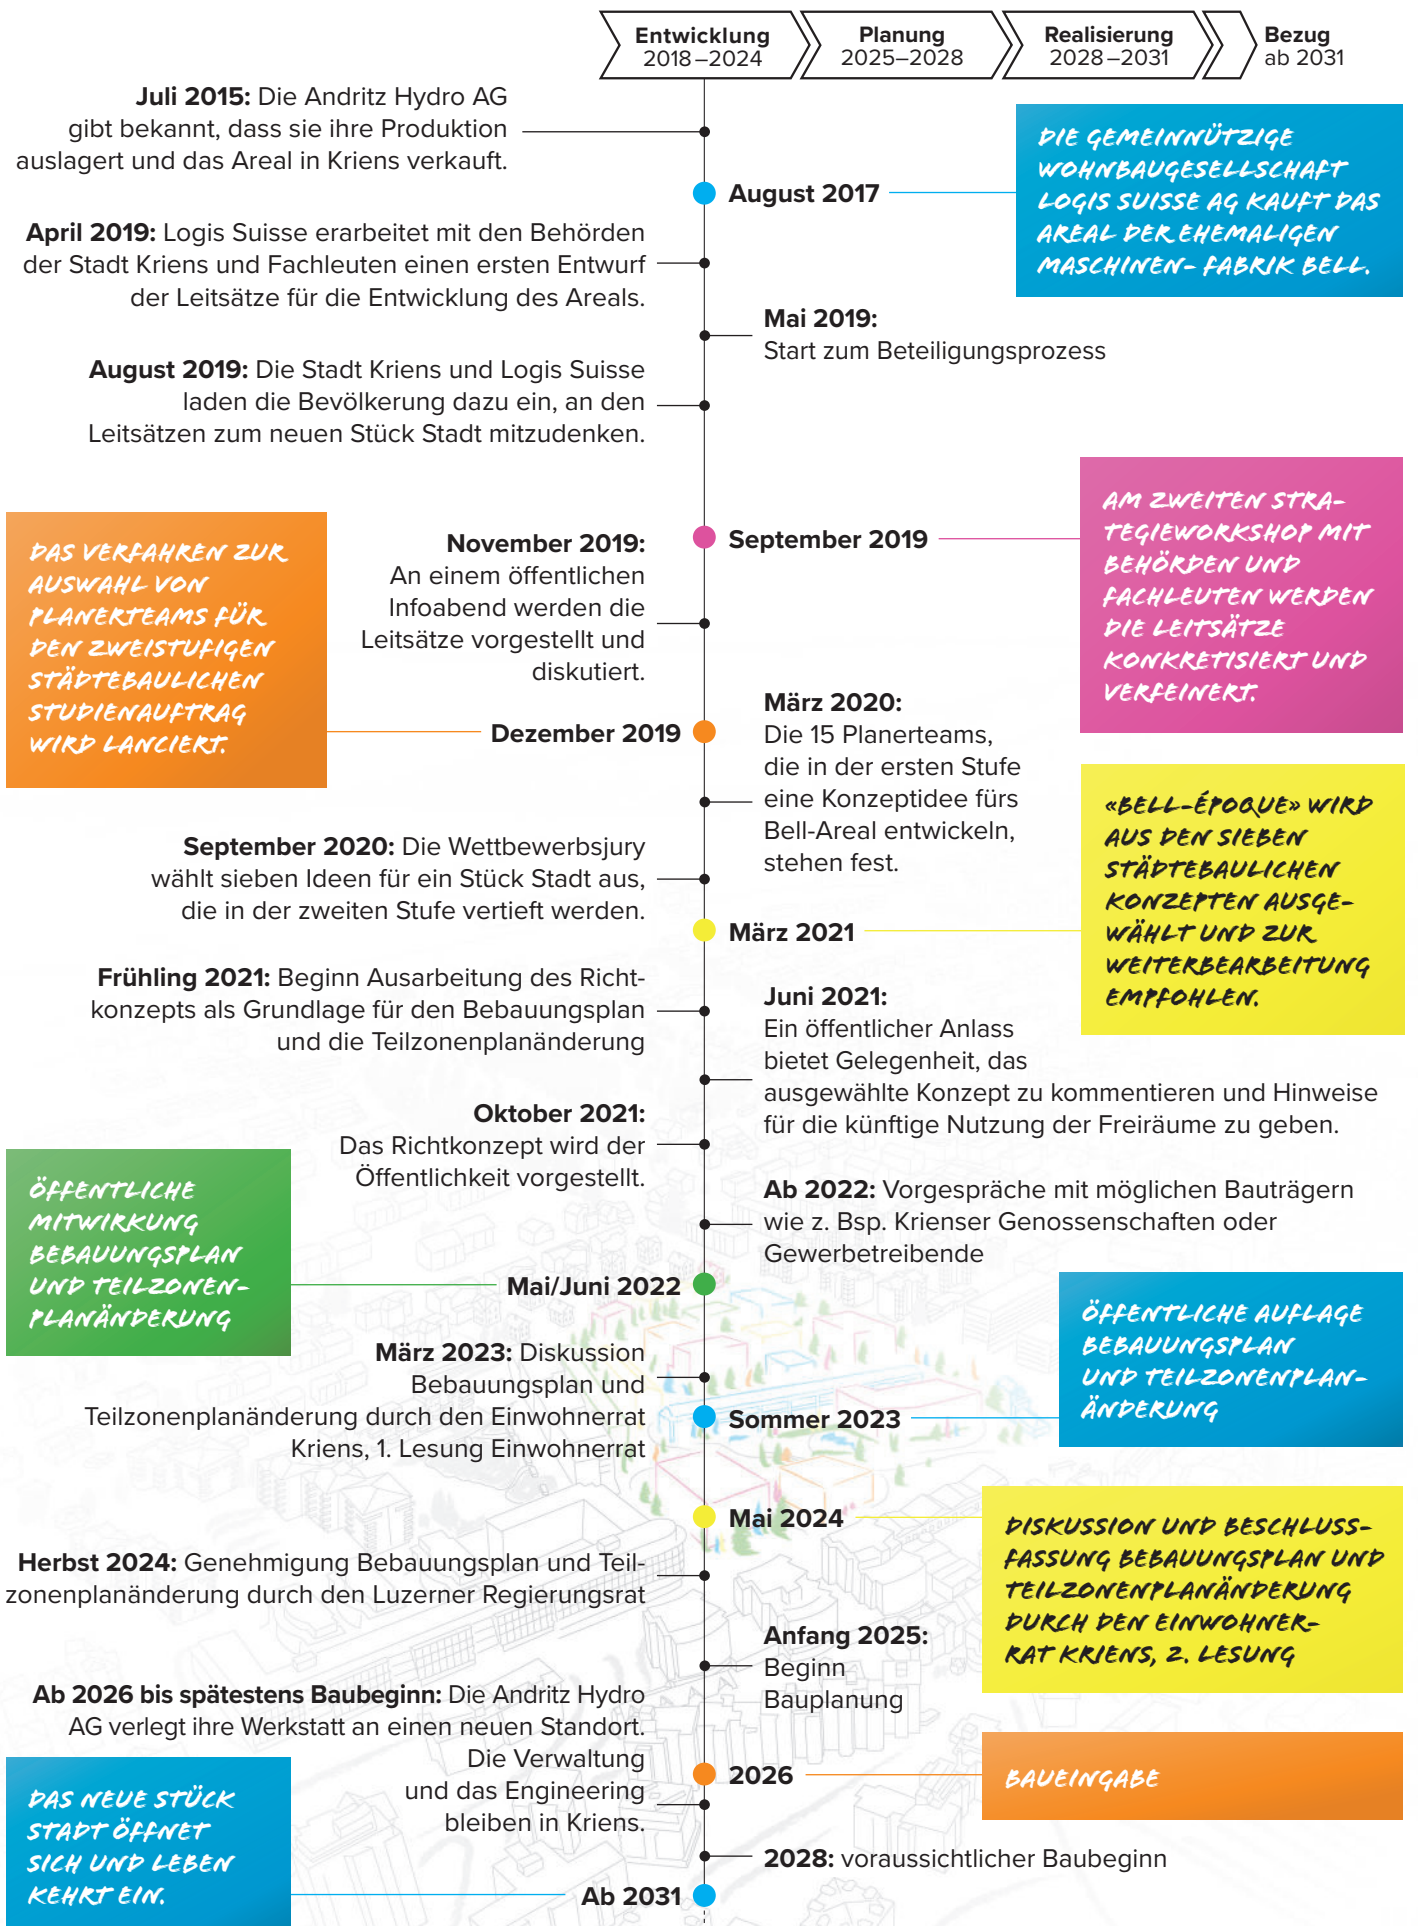 Entwicklung
2018–2024
Planung
2025–2028
Realisierung
2028–2031
Bezug
ab 2031
Juli 2015: Die Andritz Hydro AG
gibt bekannt, dass sie ihre Produktion
auslagert und das Areal in Kriens verkauft.
August 2017
DIE GEMEINNÜTZIGE
WOHNBAUGESELLSCHAFT
LOGIS SUISSE AG KAUFT DAS
AREAL DER EHEMALIGEN
MASCHINEN- FABRIK BELL.
April 2019: Logis Suisse erarbeitet mit den Behörden
der Stadt Kriens und Fachleuten einen ersten Entwurf
der Leitsätze für die Entwicklung des Areals.
Mai 2019:
Start zum Beteiligungsprozess
August 2019: Die Stadt Kriens und Logis Suisse
laden die Bevölkerung dazu ein, an den
Leitsätzen zum neuen Stück Stadt mitzudenken.
September 2019
AM ZWEITEN STRA-
TEGIEWORKSHOP MIT
BEHÖRDEN UND
FACHLEUTEN WERDEN
DIE LEITSÄTZE
KONKRETISIERT UND
VERFEINERT.
November 2019:
An einem öffentlichen
Infoabend werden die
Leitsätze vorgestellt und
diskutiert.
DAS VERFAHREN ZUR
AUSWAHL VON
PLANERTEAMS FÜR
DEN ZWEISTUFIGEN
STÄDTEBAULICHEN
STUDIENAUFTRAG
WIRD LANCIERT.
Dezember 2019
März 2020:
Die 15 Planerteams,
die in der ersten Stufe
eine Konzeptidee fürs
Bell-Areal entwickeln,
stehen fest.
September 2020: Die Wettbewerbsjury
wählt sieben Ideen für ein Stück Stadt aus,
die in der zweiten Stufe vertieft werden.
März 2021
«BELL-ÉPOQUE» WIRD
AUS DEN SIEBEN
STÄDTEBAULICHEN
KONZEPTEN AUSGE-
WÄHLT UND ZUR
WEITERBEARBEITUNG
EMPFOHLEN.
Frühling 2021: Beginn Ausarbeitung des Richt-
konzepts als Grundlage für den Bebauungsplan
und die Teilzonenplanänderung
Juni 2021:
Ein öffentlicher Anlass
bietet Gelegenheit, das
ausgewählte Konzept zu kommentieren und Hinweise
für die künftige Nutzung der Freiräume zu geben.
Oktober 2021:
Das Richtkonzept wird der
Öffentlichkeit vorgestellt.
Ab 2022: Vorgespräche mit möglichen Bauträgern
wie z. Bsp. Krienser Genossenschaften oder
Gewerbetreibende
ÖFFENTLICHE
MITWIRKUNG
BEBAUUNGSPLAN
UND TEILZONEN-
PLANÄNDERUNG
Mai/Juni 2022
März 2023: Diskussion
Bebauungsplan und
Teilzonenplanänderung durch den Einwohnerrat
Kriens, 1. Lesung Einwohnerrat
Sommer 2023
ÖFFENTLICHE AUFLAGE
BEBAUUNGSPLAN
UND TEILZONENPLAN-
ÄNDERUNG
Mai 2024
DISKUSSION UND BESCHLUSS-
FASSUNG BEBAUUNGSPLAN UND
TEILZONENPLANÄNDERUNG
DURCH DEN EINWOHNER-
RAT KRIENS, 2. LESUNG
Herbst 2024: Genehmigung Bebauungsplan und Teil-
zonenplanänderung durch den Luzerner Regierungsrat
Anfang 2025:
Beginn
Bauplanung
Ab 2026 bis spätestens Baubeginn: Die Andritz Hydro
AG verlegt ihre Werkstatt an einen neuen Standort.
Die Verwaltung
und das Engineering
bleiben in Kriens.
2026
BAUEINGABE
2028: voraussichtlicher Baubeginn
DAS NEUE STÜCK
STADT ÖFFNET
SICH UND LEBEN
KEHRT EIN.
Ab 2031